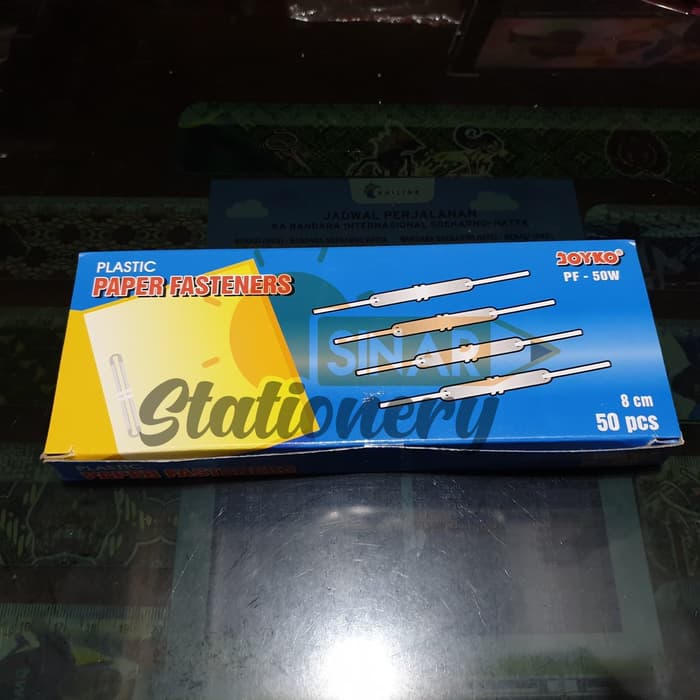 JADWAL PERJALANAN
KA BANDARA INTERNASIONAL SOEKARNO-HATTA
PLASTIC
PAPER FASTENERS
JOYKO®
PF - 50W
SINAR
Stationery
8 cm
50 pcs
PLASTIC
PAPER FASTENERS